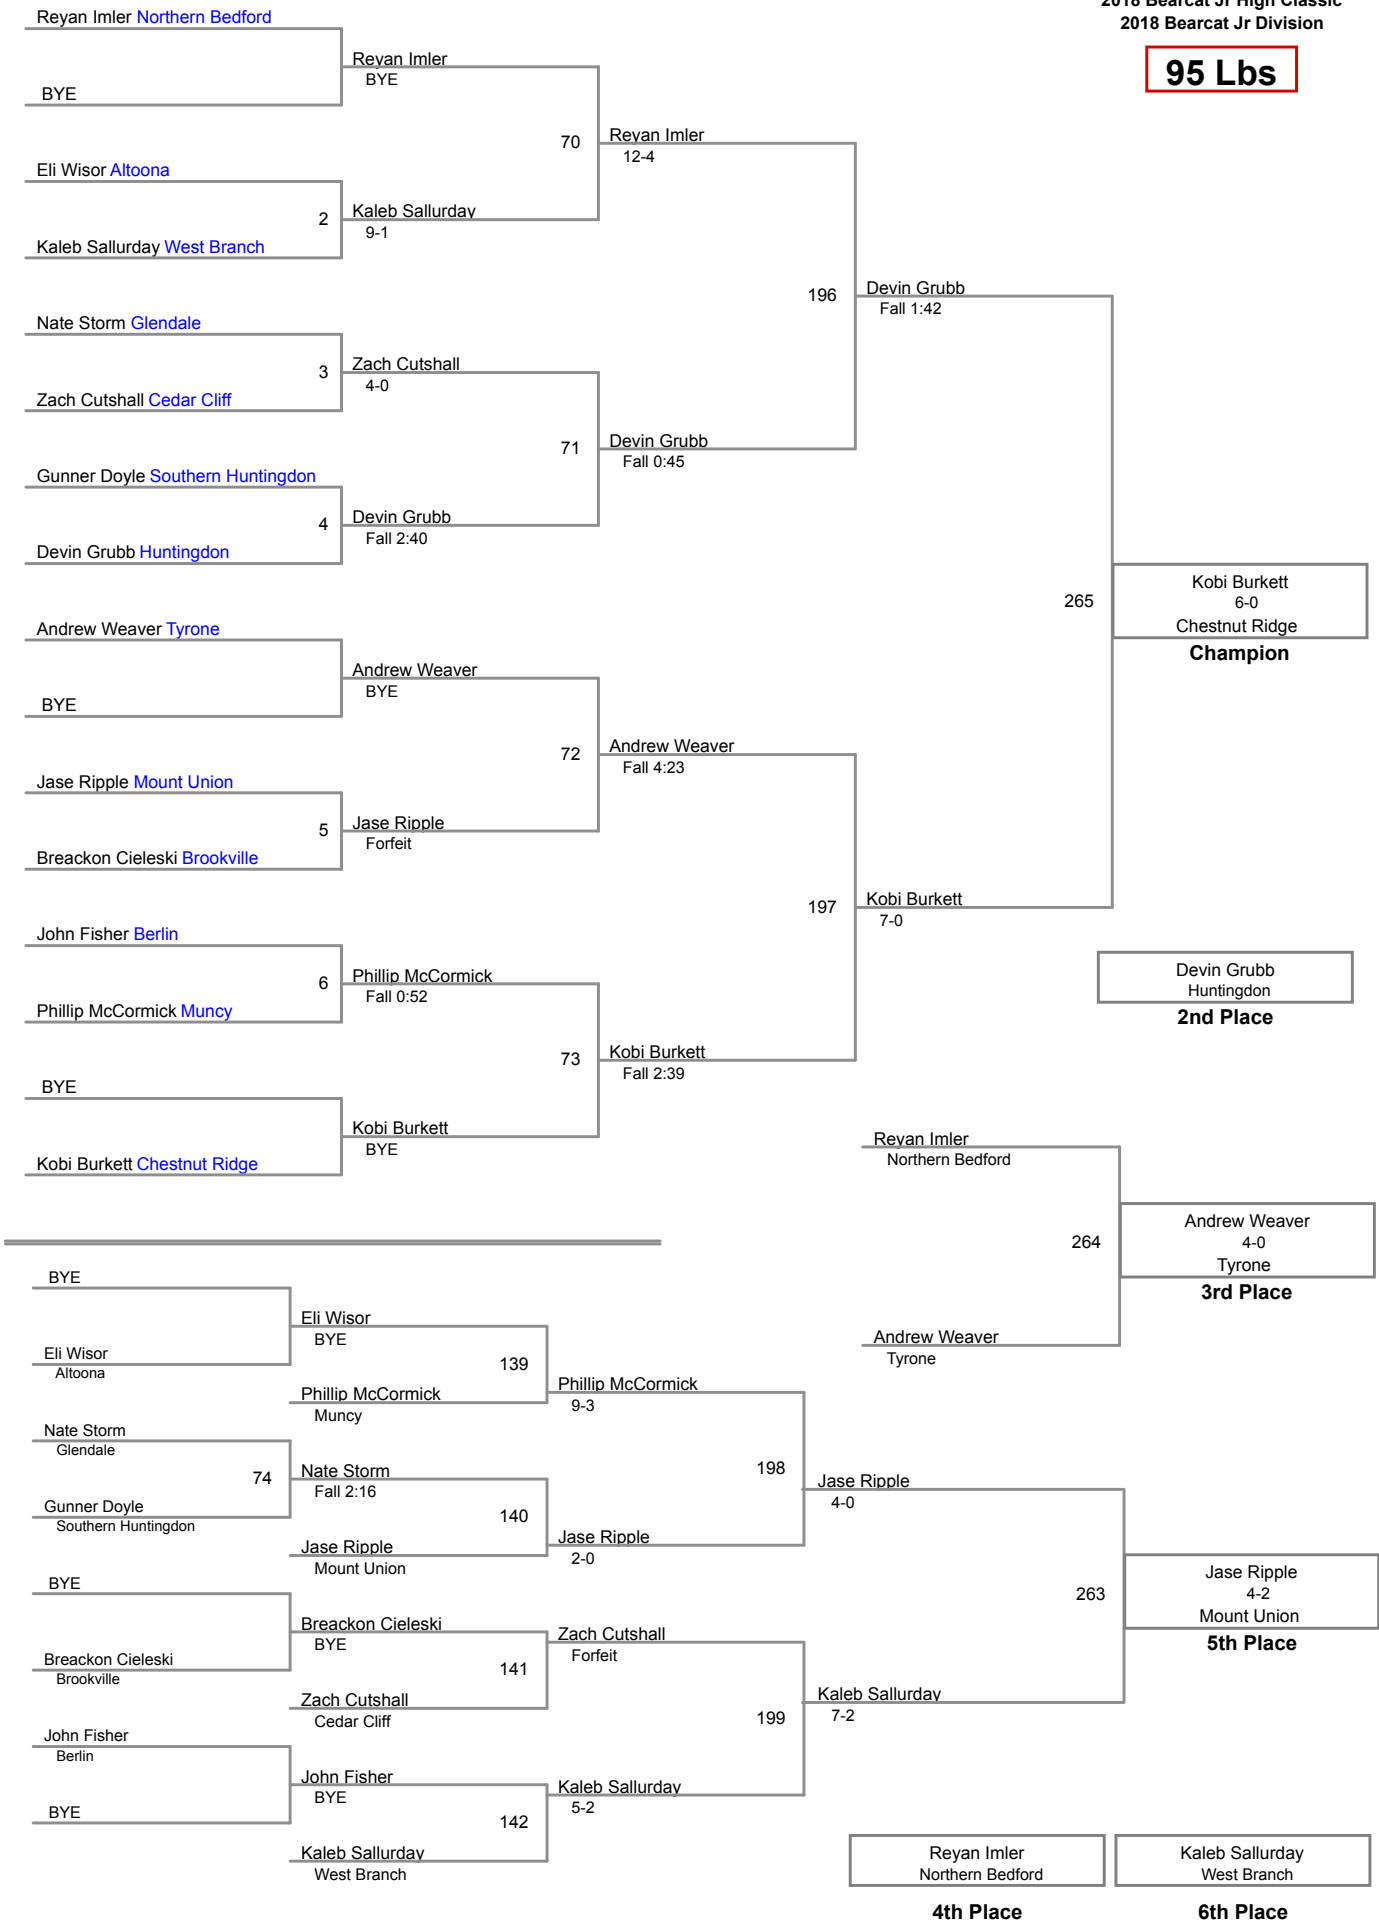 2018 Bearcat Jr High Classic
2018 Bearcat Jr Division
95 Lbs
Reyan Imler Northern Bedford
Reyan Imler
BYE
BYE
70
Reyan Imler
12-4
Eli Wisor Altoona
2
Kaleb Sallurday
9-1
Kaleb Sallurday West Branch
196
Devin Grubb
Fall 1:42
Nate Storm Glendale
3
Zach Cutshall
4-0
Zach Cutshall Cedar Cliff
71
Devin Grubb
Fall 0:45
Gunner Doyle Southern Huntingdon
4
Devin Grubb
Fall 2:40
Devin Grubb Huntingdon
265
Kobi Burkett
6-0
Chestnut Ridge
Champion
Andrew Weaver Tyrone
Andrew Weaver
BYE
BYE
72
Andrew Weaver
Fall 4:23
Jase Ripple Mount Union
5
Jase Ripple
Forfeit
Breackon Cieleski Brookville
197
Kobi Burkett
7-0
John Fisher Berlin
6
Phillip McCormick
Fall 0:52
Phillip McCormick Muncy
Devin Grubb
Huntingdon
2nd Place
73
Kobi Burkett
Fall 2:39
BYE
Kobi Burkett
BYE
Kobi Burkett Chestnut Ridge
Reyan Imler
Northern Bedford
264
Andrew Weaver
4-0
Tyrone
3rd Place
Andrew Weaver
Tyrone
BYE
Eli Wisor
BYE
Eli Wisor
Altoona
139
Phillip McCormick
9-3
Phillip McCormick
Muncy
Nate Storm
Glendale
74
Nate Storm
Fall 2:16
198
Jase Ripple
4-0
Gunner Doyle
Southern Huntingdon
140
Jase Ripple
2-0
Jase Ripple
Mount Union
BYE
263
Jase Ripple
4-2
Mount Union
5th Place
Breackon Cieleski
BYE
Zach Cutshall
Forfeit
Breackon Cieleski
Brookville
141
Zach Cutshall
Cedar Cliff
199
Kaleb Sallurday
7-2
John Fisher
Berlin
John Fisher
BYE
Kaleb Sallurday
5-2
BYE
142
Kaleb Sallurday
West Branch
Reyan Imler
Northern Bedford
4th Place
Kaleb Sallurday
West Branch
6th Place